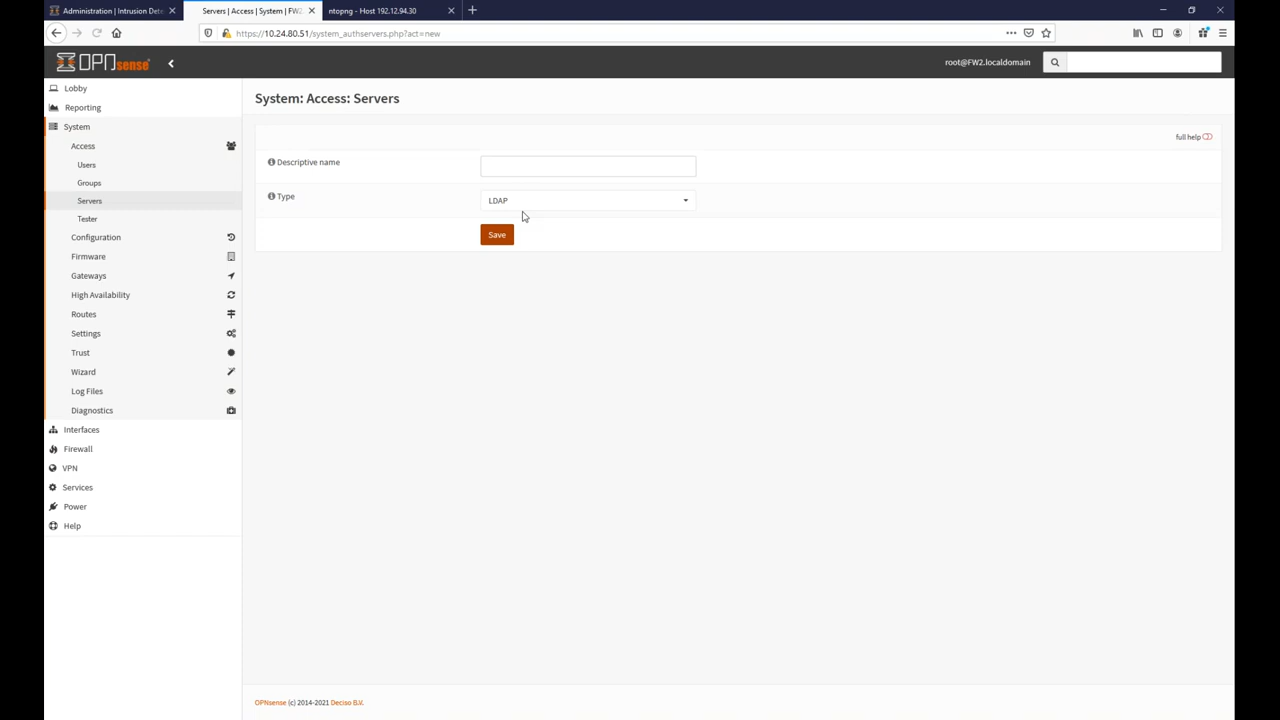 Administration | Intrusion Dete
Servers | Access | System | FW2.
ntopng - Host 192.12.94.30
https://10.24.80.51/system_authservers.php?act=new
OPNsense
root@FW2.localdomain
Lobby
Reporting
System
Access
Users
Groups
Servers
Tester
Configuration
Firmware
Gateways
High Availability
Routes
Settings
Trust
Wizard
Log Files
Diagnostics
Interfaces
Firewall
VPN
Services
Power
Help
System: Access: Servers
full help
Descriptive name
Type
LDAP
Save
OPNsense (c) 2014-2021 Deciso B.V.